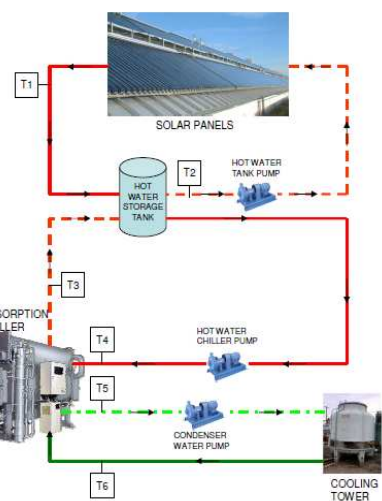 T1
SOLAR PANELS
HOT
WATER
STORAGE
TANK
T2
HOT WATER
TANK PUMP
T3
SORPTION
LLER
T4
HOT WATER
CHILLER PUMP
T5
CONDENSER
WATER PUMP
T6
COOLING
TOWER